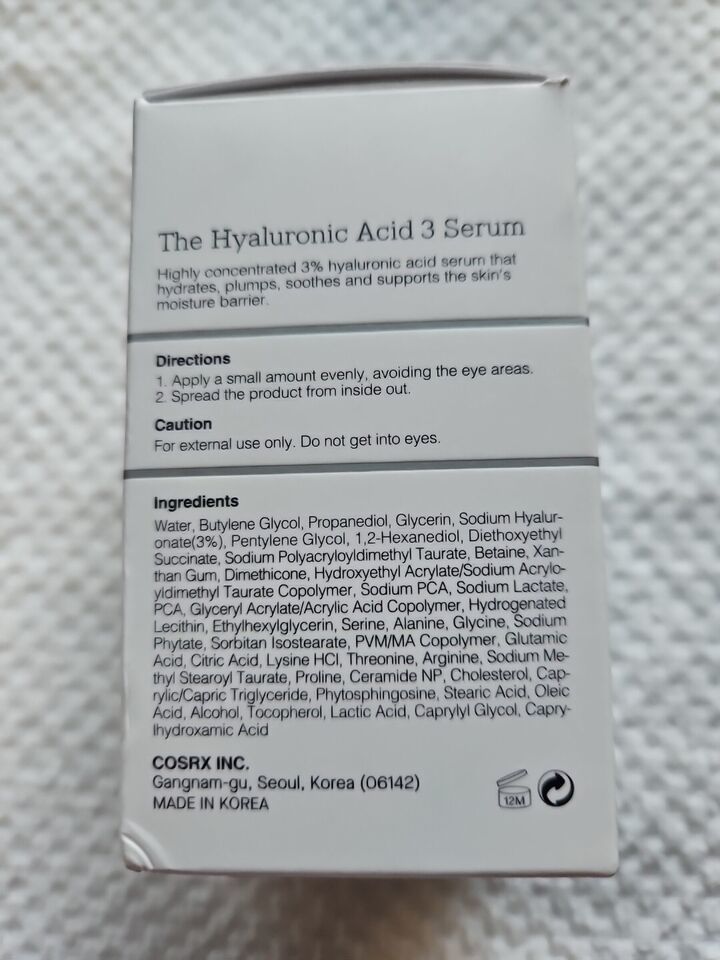 The Hyaluronic Acid 3 Serum
Highly concentrated 3% hyaluronic acid serum that
hydrates, plumps, soothes and supports the skin's
moisture barrier.
Directions
1. Apply a small amount evenly, avoiding the eye areas.
2. Spread the product from inside out.
Caution
For external use only. Do not get into eyes.
Ingredients
Water, Butylene Glycol, Propanediol, Glycerin, Sodium Hyalur-
onate(3%), Pentylene Glycol, 1,2-Hexanediol, Diethoxyethyl
Succinate, Sodium Polyacryloyldimethyl Taurate, Betaine, Xan-
than Gum, Dimethicone, Hydroxyethyl Acrylate/Sodium Acrylo-
yldimethyl Taurate Copolymer, Sodium PCA, Sodium Lactate,
PCA, Glyceryl Acrylate/Acrylic Acid Copolymer, Hydrogenated
Lecithin, Ethylhexylglycerin, Serine, Alanine, Glycine, Sodium
Phytate, Sorbitan Isostearate, PVM/MA Copolymer, Glutamic
Acid, Citric Acid, Lysine HCl, Threonine, Arginine, Sodium Me-
thyl Stearoyl Taurate, Proline, Ceramide NP, Cholesterol, Cap-
rylic/Capric Triglyceride, Phytosphingosine, Stearic Acid, Oleic
Acid, Alcohol, Tocopherol, Lactic Acid, Caprylyl Glycol, Capry-
lhydroxamic Acid
COSRX INC.
Gangnam-gu, Seoul, Korea (06142)
MADE IN KOREA
12M